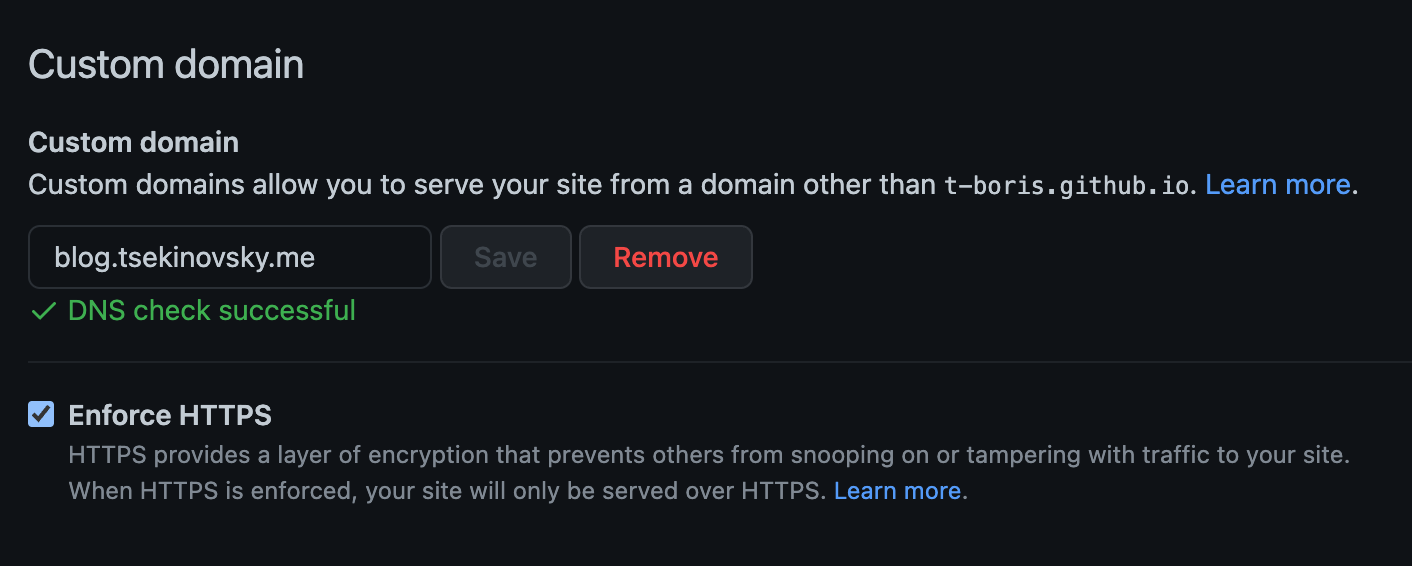 Custom domain
Custom domain
Custom domains allow you to serve your site from a domain other than t-boris.github.io. Learn more.
blog.tsekinovsky.me Save Remove
DNS check successful
Enforce HTTPS
HTTPS provides a layer of encryption that prevents others from snooping on or tampering with traffic to your site.
When HTTPS is enforced, your site will only be served over HTTPS. Learn more.